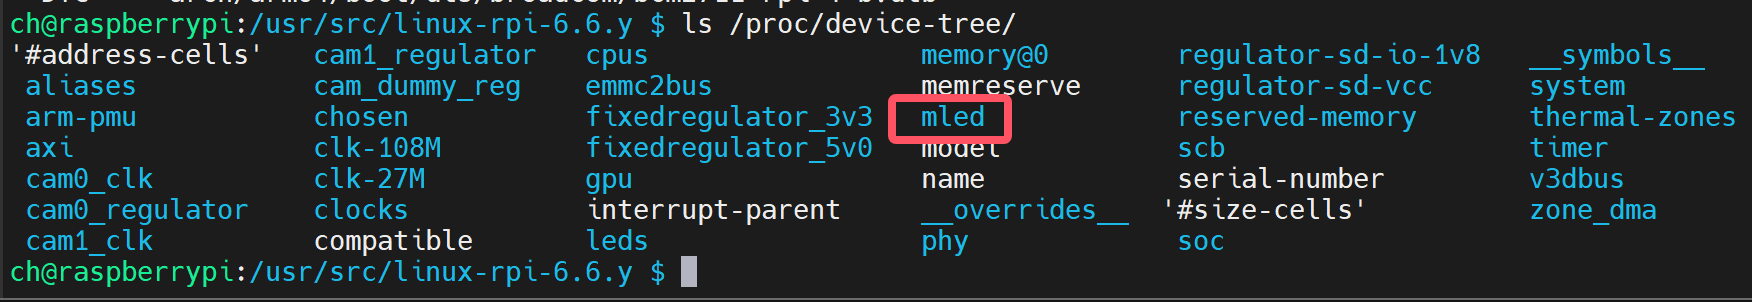 ch@raspberrypi:/usr/src/linux-rpi-6.6.y $ ls /proc/device-tree/
'#address-cells' cam1_regulator cpus memory@0 regulator-sd-io-1v8 __symbols__
aliases cam_dummy_reg emmc2bus memreserve regulator-sd-vcc system
arm-pmu chosen fixedregulator_3v3 mled reserved-memory thermal-zones
axi clk-108M fixedregulator_5v0 model scb timer
cam0_clk clk-27M gpu name serial-number v3dbus
cam0_regulator clocks interrupt-parent __overrides__ '#size-cells' zone_dma
cam1_clk compatible leds phy soc
ch@raspberrypi:/usr/src/linux-rpi-6.6.y $